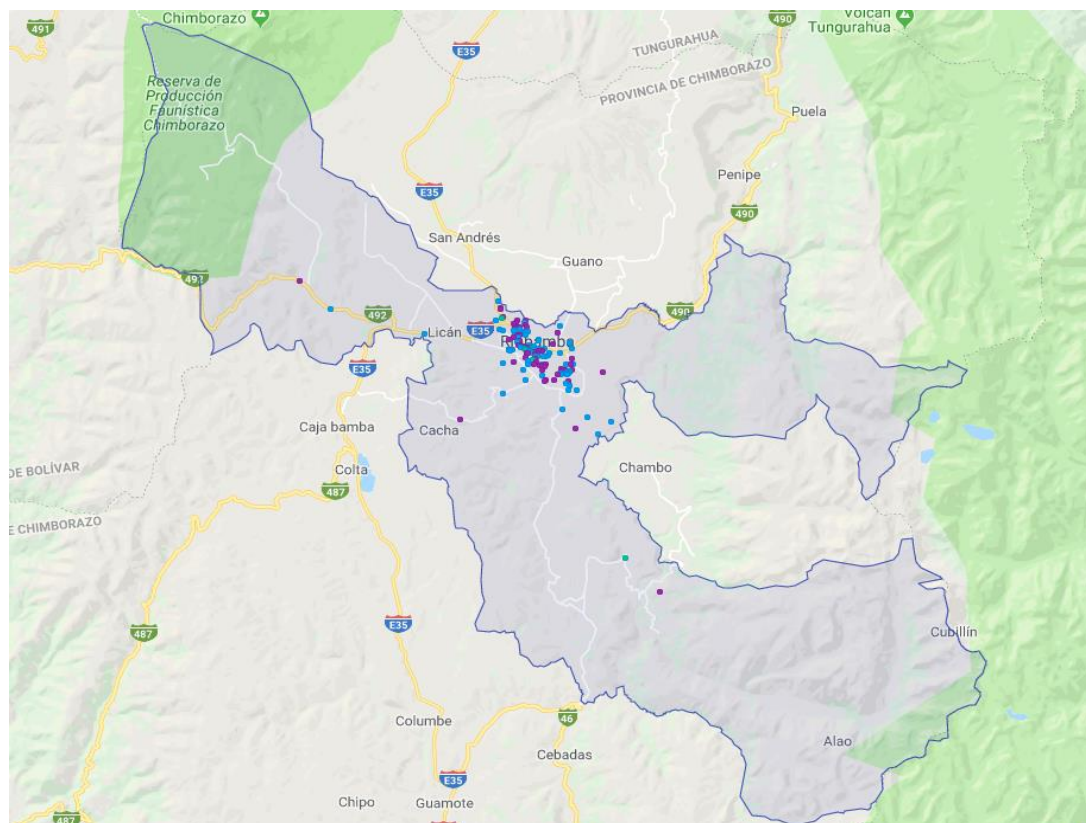 Chimborazo
Volcán
Tungurahua
491
E35
490
TUNGURAHUA
PROVINCIA DE CHIMBORAZO
Reserva de
Producción
Faunística
Chimborazo
Puela
Penipe
E35
490
San Andrés
Guano
491
492
490
Licán
E35
Riobamba
E35
Caja bamba
Cacha
DE BOLÍVAR
Colta
Chambo
487
E CHIMBORAZO
487
E35
Cubillín
Columbe
46
Alao
Cebadas
E35
Chipo
Guamote
487